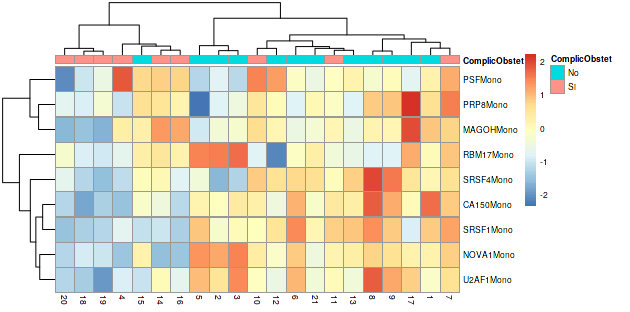 ComplicObstet
ComplicObstet
No
SI
2
1
0
-1
-2
PSFMono
PRP8Mono
MAGOHMono
RBM17Mono
SRSF4Mono
CA150Mono
SRSF1Mono
NOVA1Mono
U2AF1Mono
20 18 19 4 15 14 16 5 2 3 10 12 6 21 11 13 8 9 17 1 7